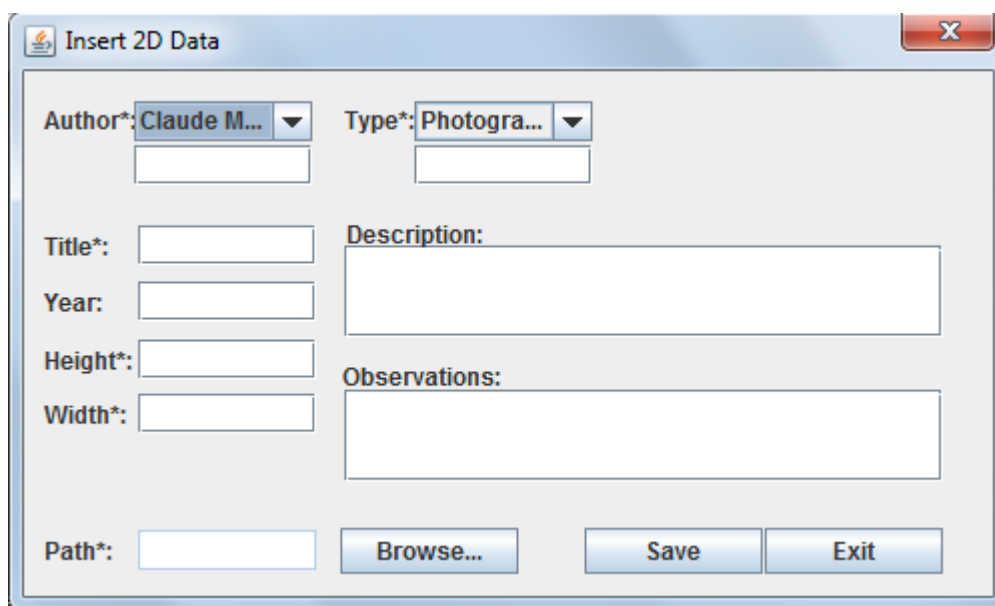 Insert 2D Data
Author*: Claude M... Type*: Photogra...
Title*:
Description:
Year:
Height*:
Observations:
Width*:
Path*: Browse... Save Exit